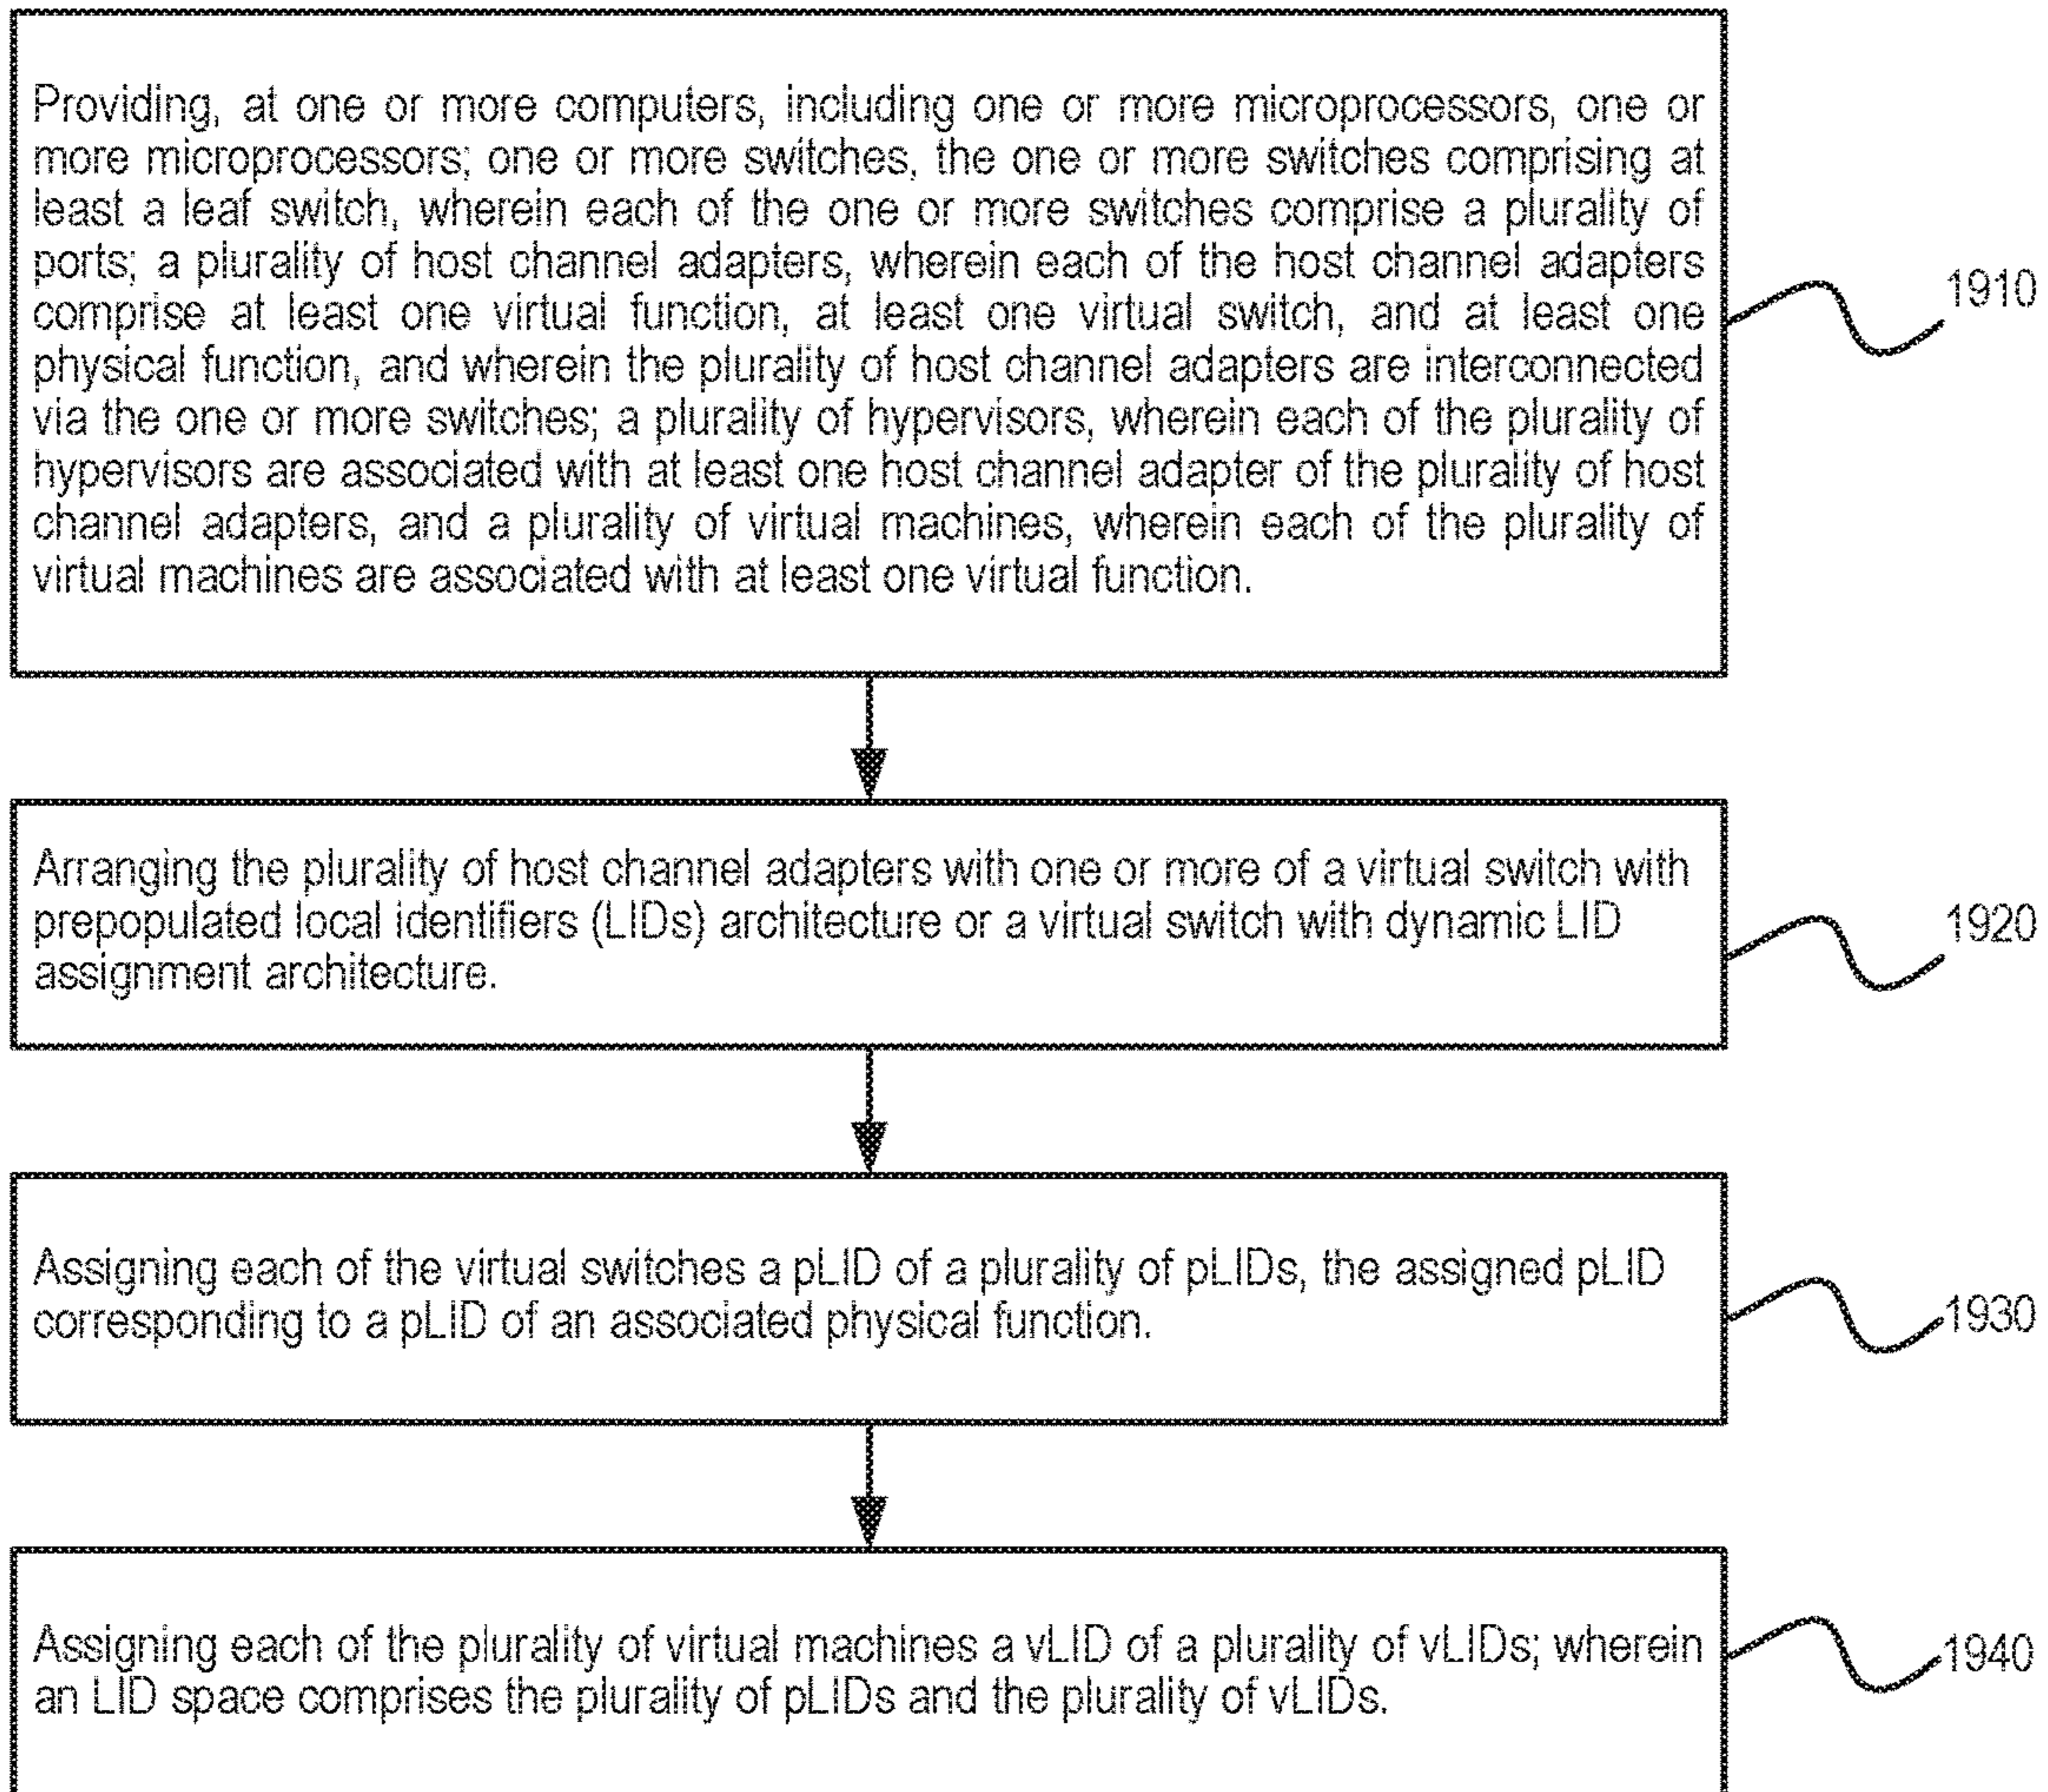 Providing, at one or more computers, including one or more microprocessors, one or
more microprocessors; one or more switches, the one or more switches comprising at
least a leaf switch, wherein each of the one or more switches comprise a plurality of
ports; a plurality of host channel adapters, wherein each of the host channel adapters
comprise at least one virtual function, at least one virtual switch, and at least one
physical function, and wherein the plurality of host channel adapters are interconnected
via the one or more switches; a plurality of hypervisors, wherein each of the plurality of
hypervisors are associated with at least one host channel adapter of the plurality of host
channel adapters, and a plurality of virtual machines, wherein each of the plurality of
virtual machines are associated with at least one virtual function.
1910
Arranging the plurality of host channel adapters with one or more of a virtual switch with
prepopulated local identifiers (LIDs) architecture or a virtual switch with dynamic LID
assignment architecture.
1920
Assigning each of the virtual switches a pLID of a plurality of pLIDs, the assigned pLID
corresponding to a pLID of an associated physical function.
1930
Assigning each of the plurality of virtual machines a vLID of a plurality of vLIDs; wherein
an LID space comprises the plurality of pLIDs and the plurality of vLIDs.
1940